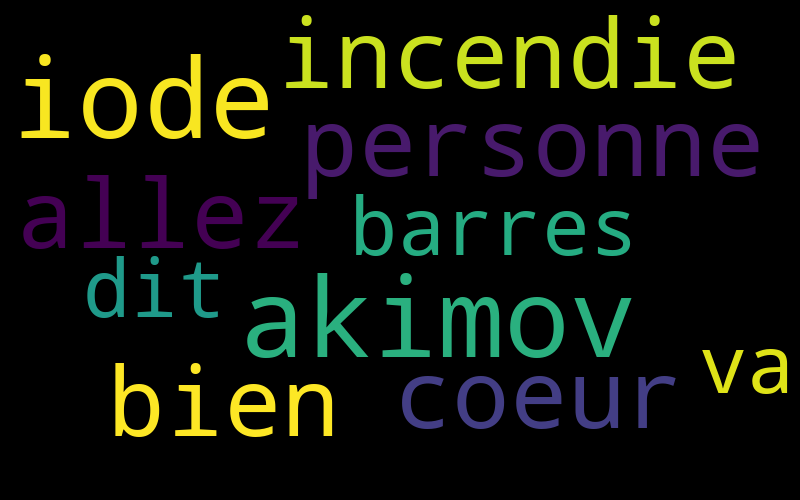 incendie
iode
personne
allez
barres
dit
akimov
va
bien
coeur